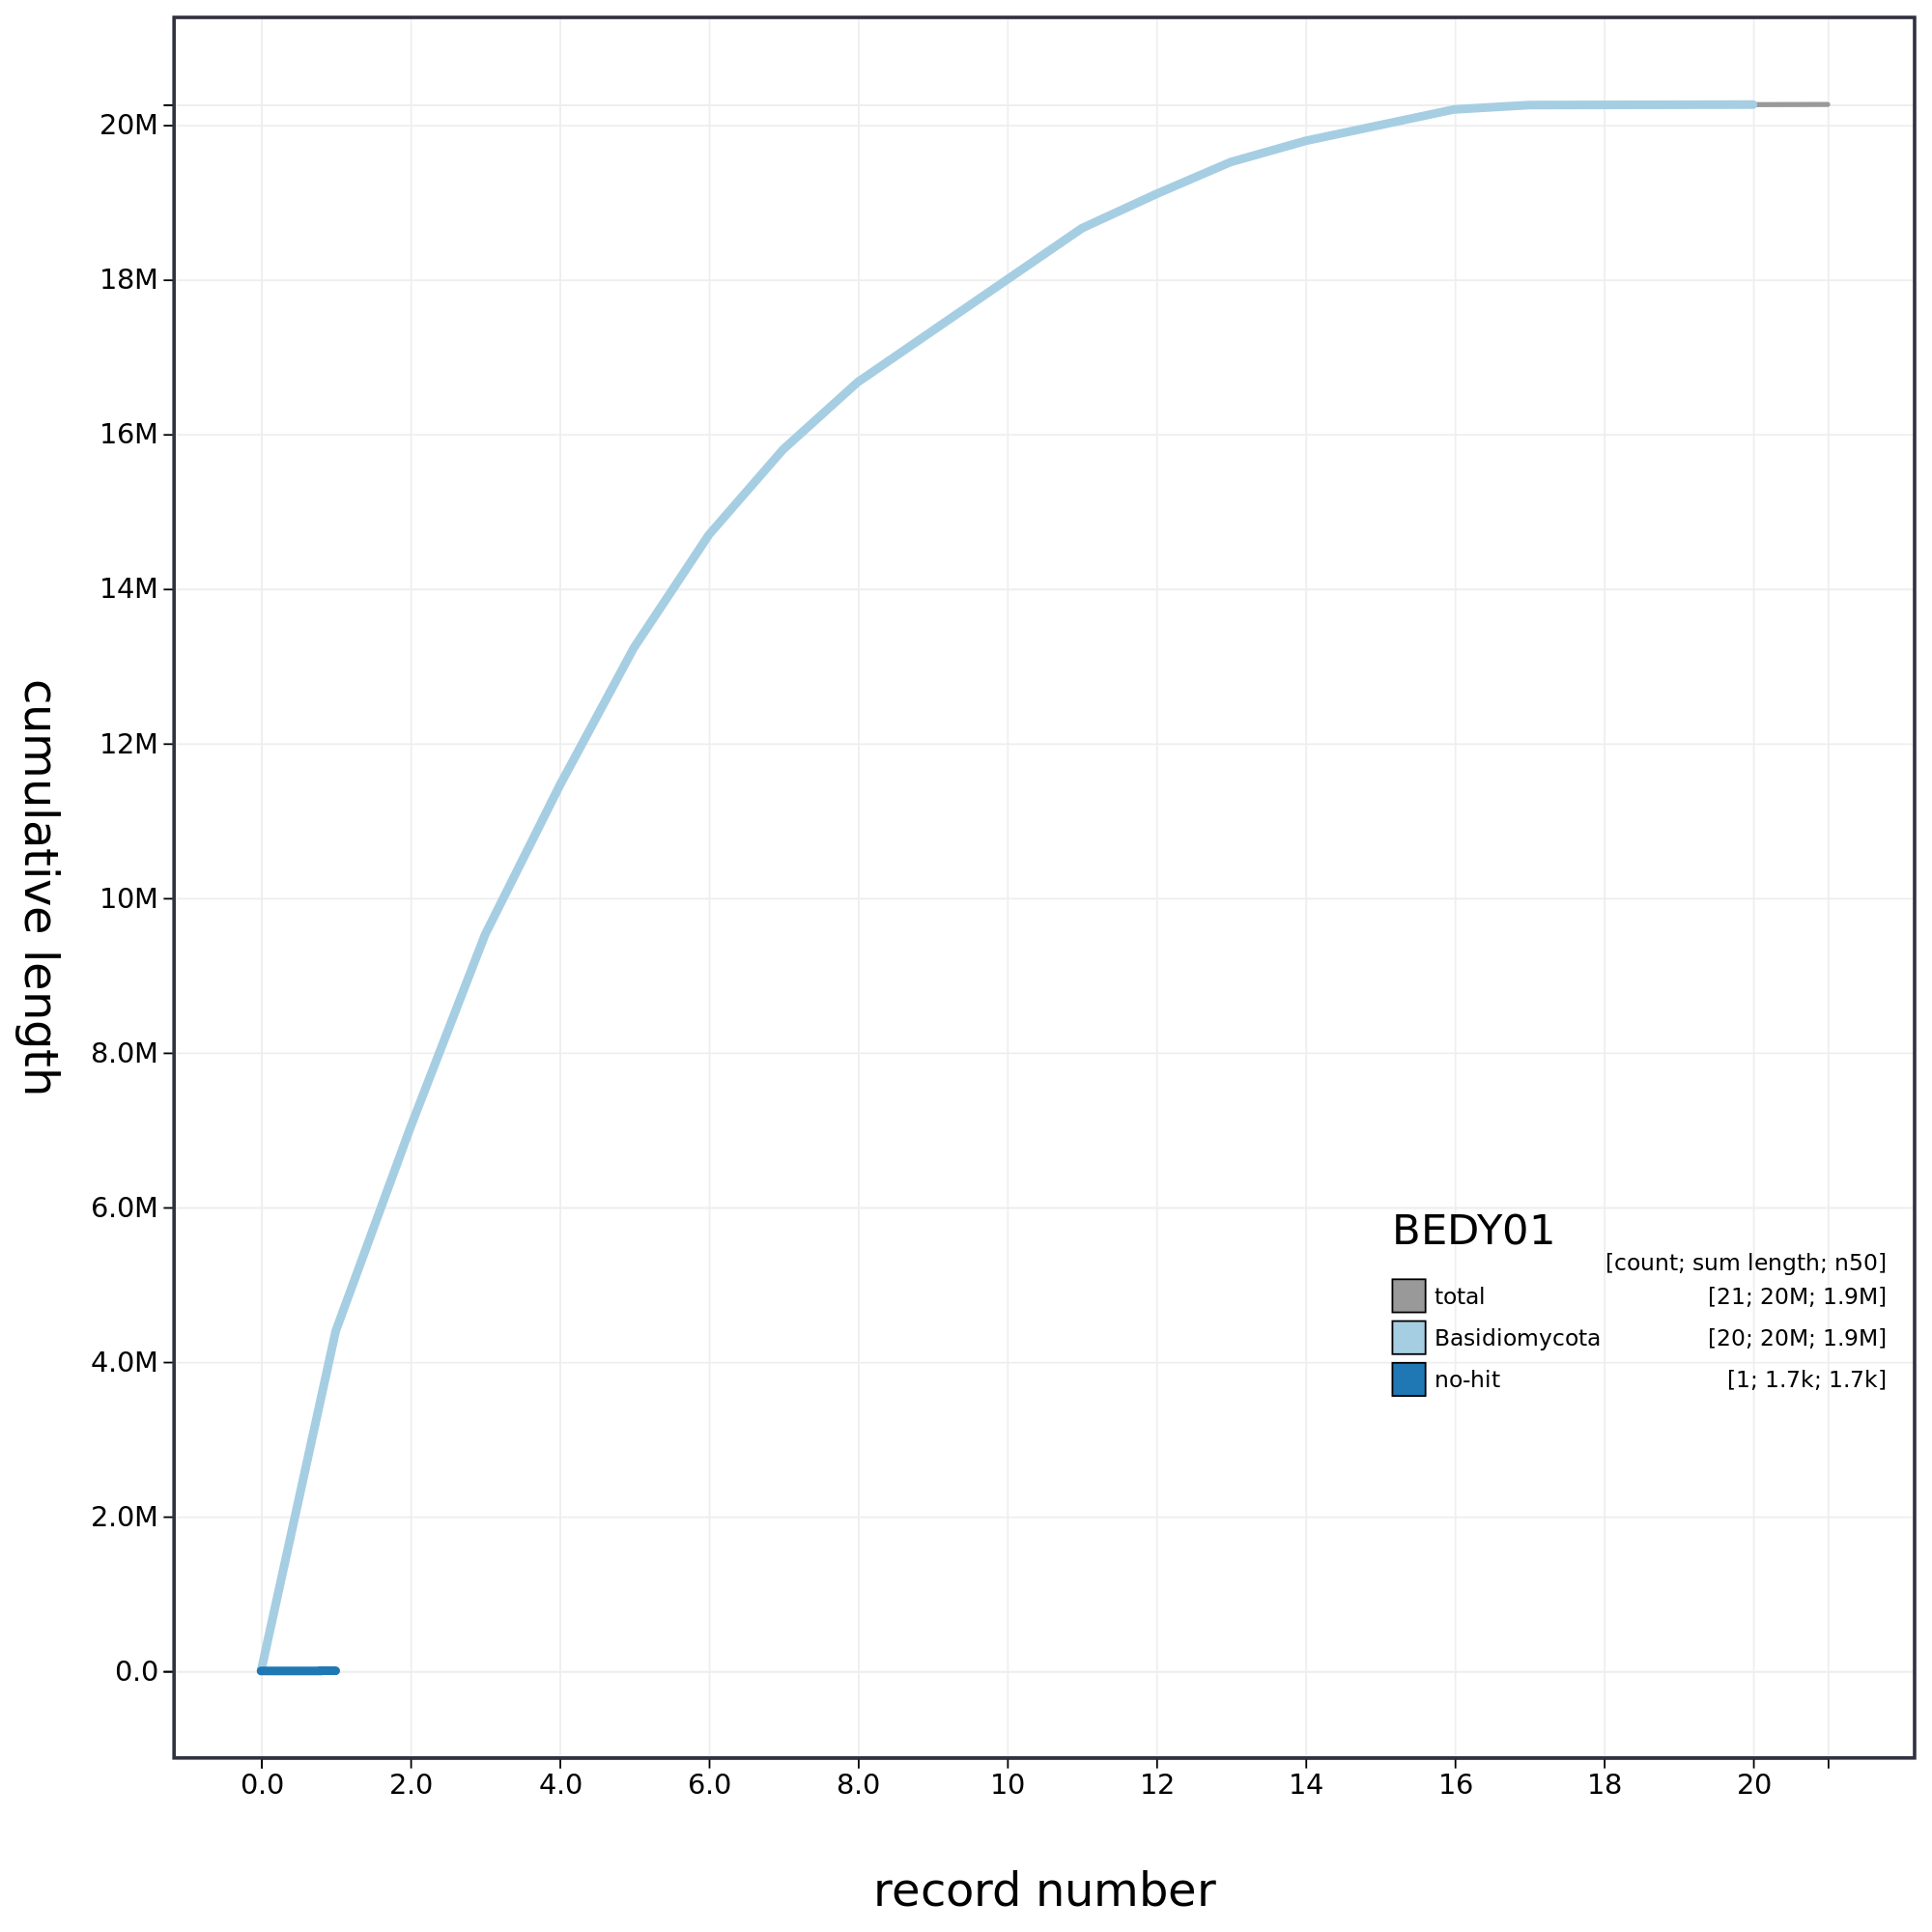 20M
18M
16M
14M
12M
10M
8.0M
6.0M
4.0M
2.0M
0.0
cumulative length
BEDY01
[count; sum length; n50]
total [21; 20M; 1.9M]
Basidiomycota [20; 20M; 1.9M]
no-hit [1; 1.7k; 1.7k]
0.0 2.0 4.0 6.0 8.0 10 12 14 16 18 20
record number